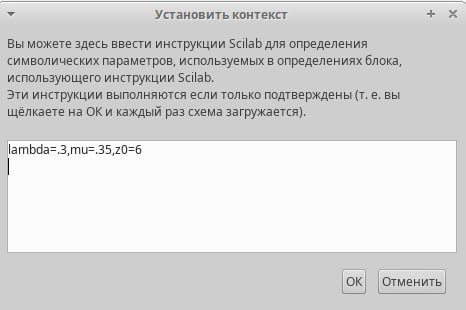 Установить контекст
Вы можете здесь ввести инструкции Scilab для определения
символических параметров, используемых в определениях блока,
использующего инструкции Scilab.
Эти инструкции выполняются если только подтверждены (т. е. вы
щёлкаете на ОК и каждый раз схема загружается).
lambda=.3,mu=.35,z0=6
ОК Отменить